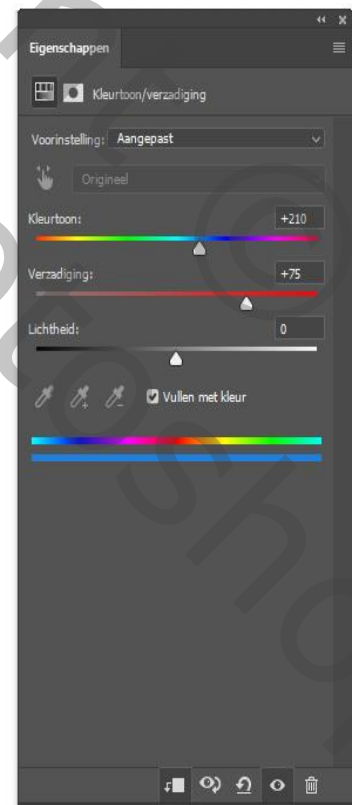 Eigenschappen
Kleurtoon/verzadiging
Voorinstelling: Aangepast
Origineel
Kleurtoon: +210
Verzadiging: +75
Lichtheid: 0
Vullen met kleur